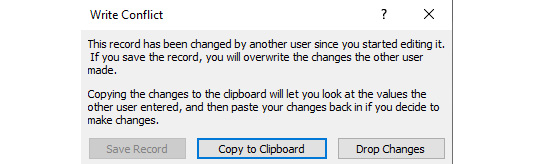 Write Conflict
This record has been changed by another user since you started editing it.
If you save the record, you will overwrite the changes the other user
made.
Copying the changes to the clipboard will let you look at the values the
other user entered, and then paste your changes back in if you decide to
make changes.
Save Record Copy to Clipboard Drop Changes